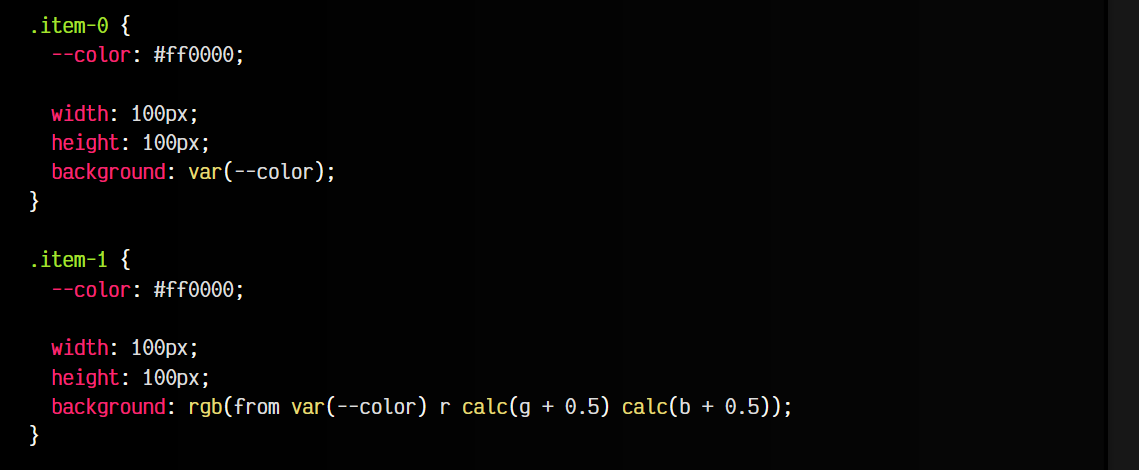 .item-0 {
--color: #ff0000;
width: 100px;
height: 100px;
background: var(--color);
}
.item-1 {
--color: #ff0000;
width: 100px;
height: 100px;
background: rgb(from var(--color) r calc(g + 0.5) calc(b + 0.5));
}